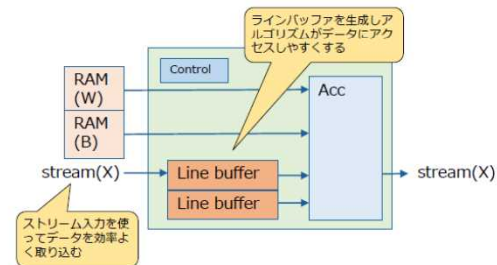 ラインバッファを生成しア
ルゴリズムがデータにアク
セスしやすくする
Control
RAM
(W)
Acc
RAM
(B)
stream(X)
Line buffer
stream(X)
Line buffer
ストリーム入力を使
ってデータを効率よ
く取り込む